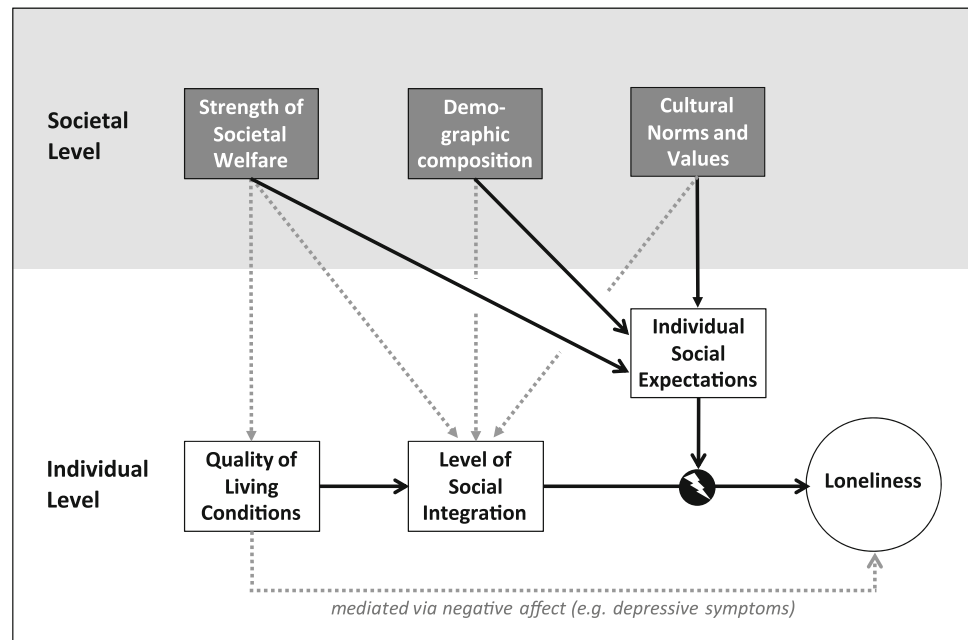 Societal
Level
Strength of
Societal
Welfare
Demo-
graphic
composition
Cultural
Norms and
Values
Individual
Social
Expectations
Individual
Level
Quality of
Living
Conditions
Level of
Social
Integration
Loneliness
mediated via negative affect (e.g. depressive symptoms)